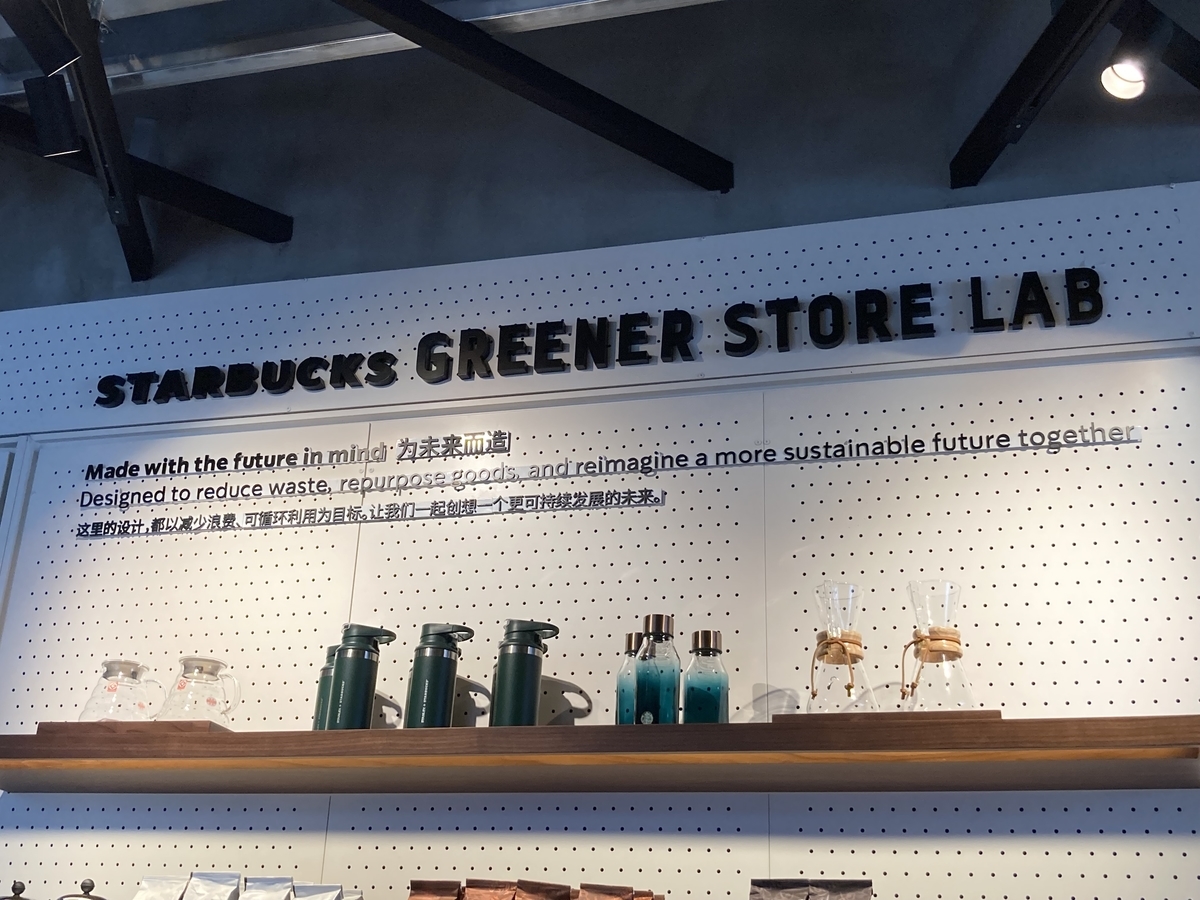 STARBUCKS GREENER STORE LAB
Made with the future in mind 为未来而造
Designed to reduce waste, repurpose goods, and reimagine a more sustainable future together
这里的设计，都以减少浪费、可循环利用为目标。让我们一起创想一个更可持续发展的未来。